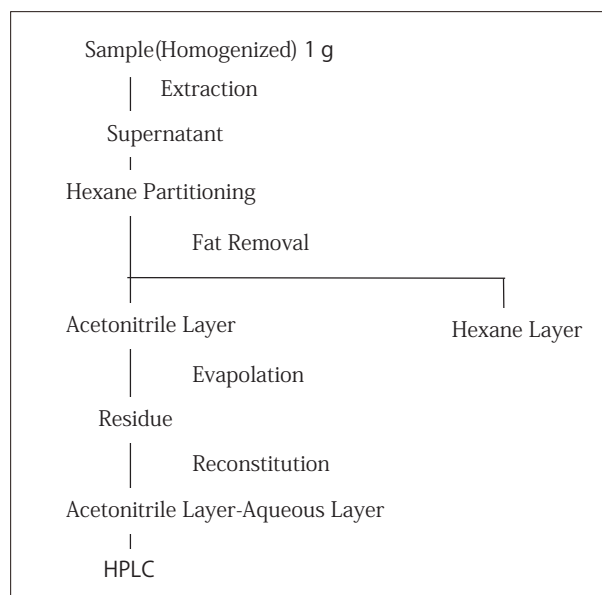 Sample(Homogenized) 1 g
Extraction
Supernatant
Hexane Partitioning
Fat Removal
Acetonitrile Layer
Hexane Layer
Evapolation
Residue
Reconstitution
Acetonitrile Layer-Aqueous Layer
HPLC